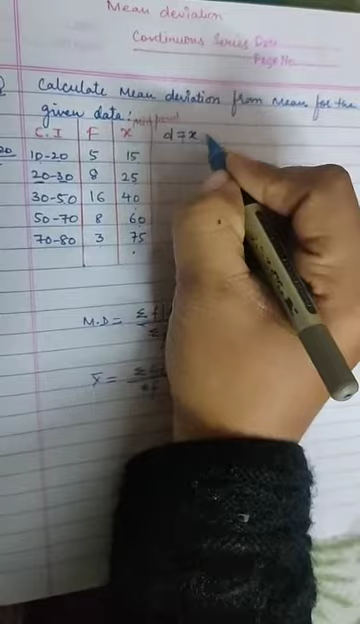 Mean deviation
Continuous Series Date
Page No.
Calculate Mean deviation from Mean for the
given data:
C.I F x d = x
10-20 5 15
20-30 8 25
30-50 16 40
50-70 8 60
70-80 3 75
M.D = Σ f|
x̄ = Σ